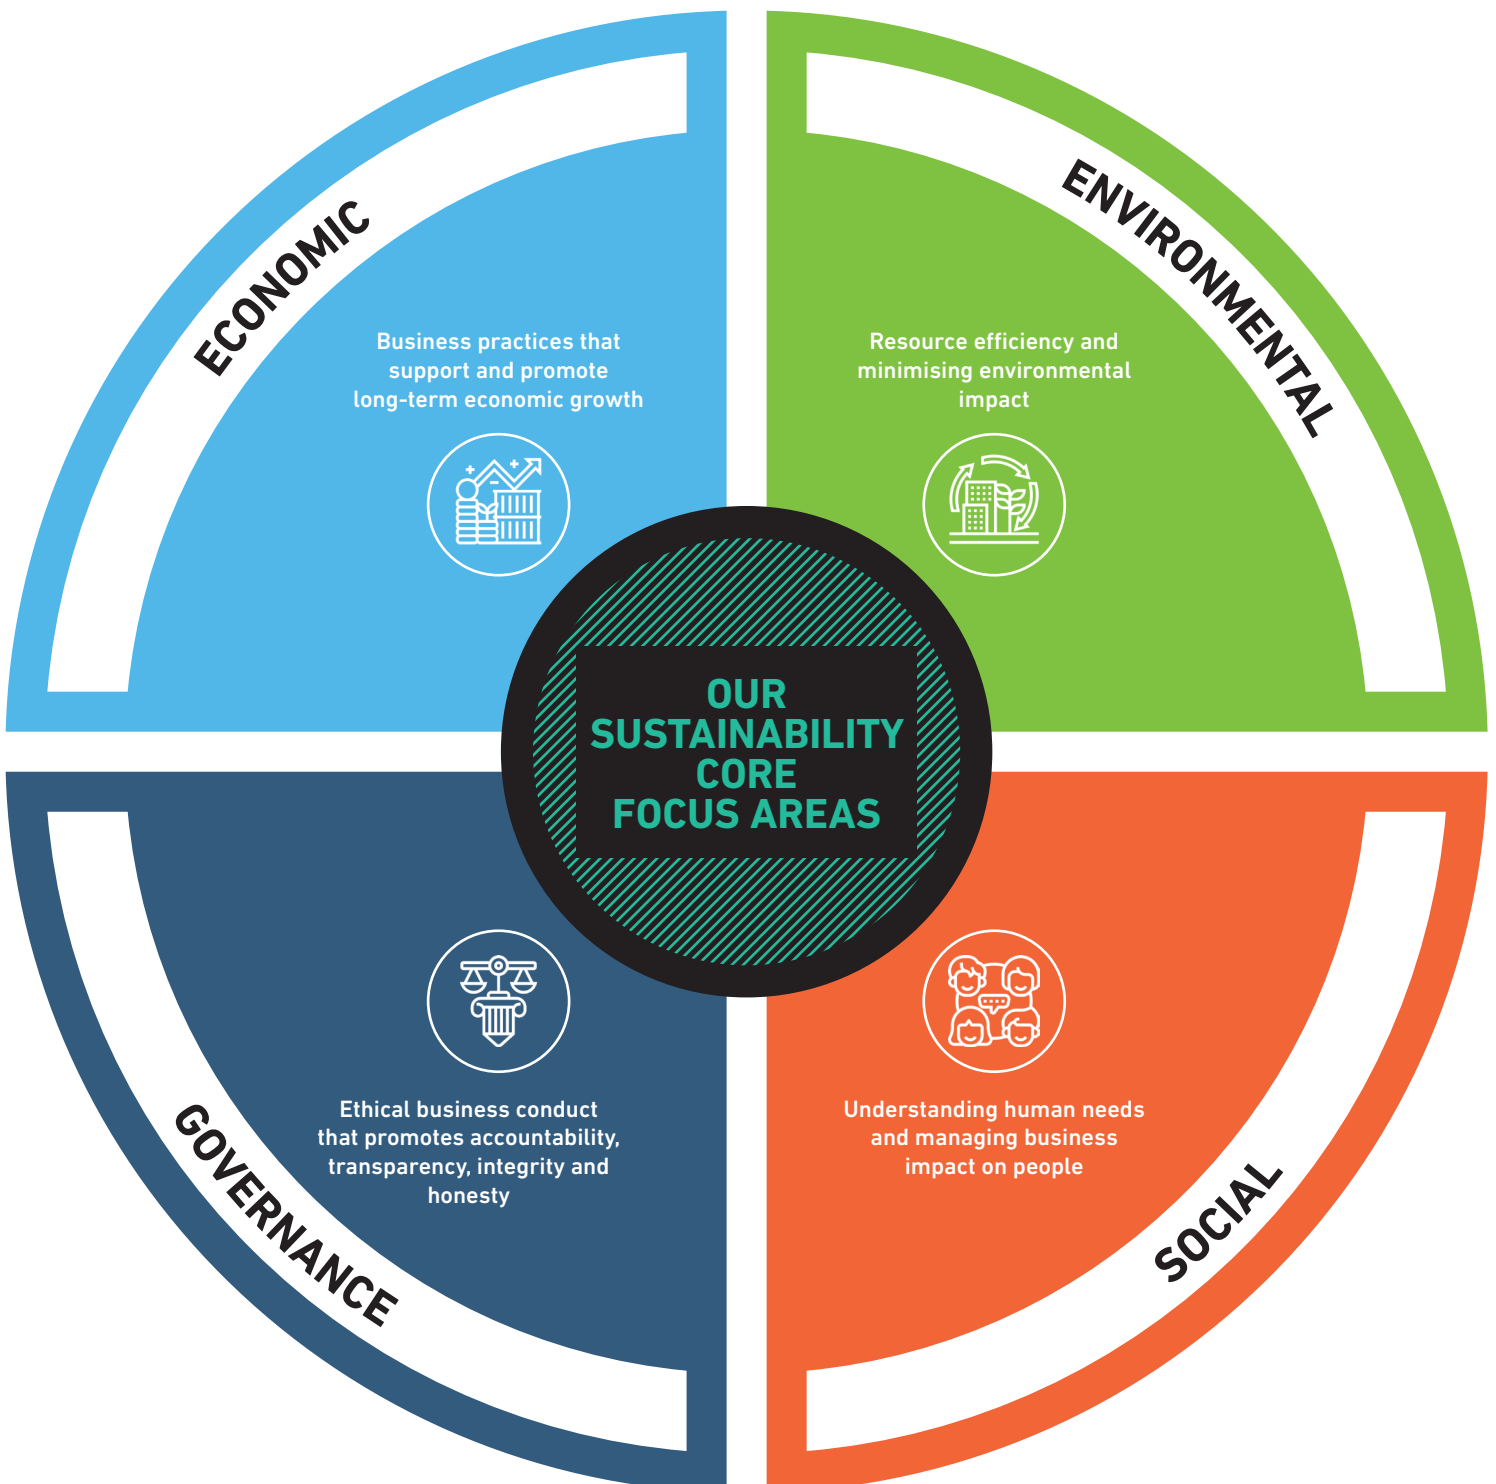 ECONOMIC
Business practices that
support and promote
long-term economic growth
ENVIRONMENTAL
Resource efficiency and
minimising environmental
impact
OUR
SUSTAINABILITY
CORE
FOCUS AREAS
GOVERNANCE
Ethical business conduct
that promotes accountability,
transparency, integrity and
honesty
SOCIAL
Understanding human needs
and managing business
impact on people